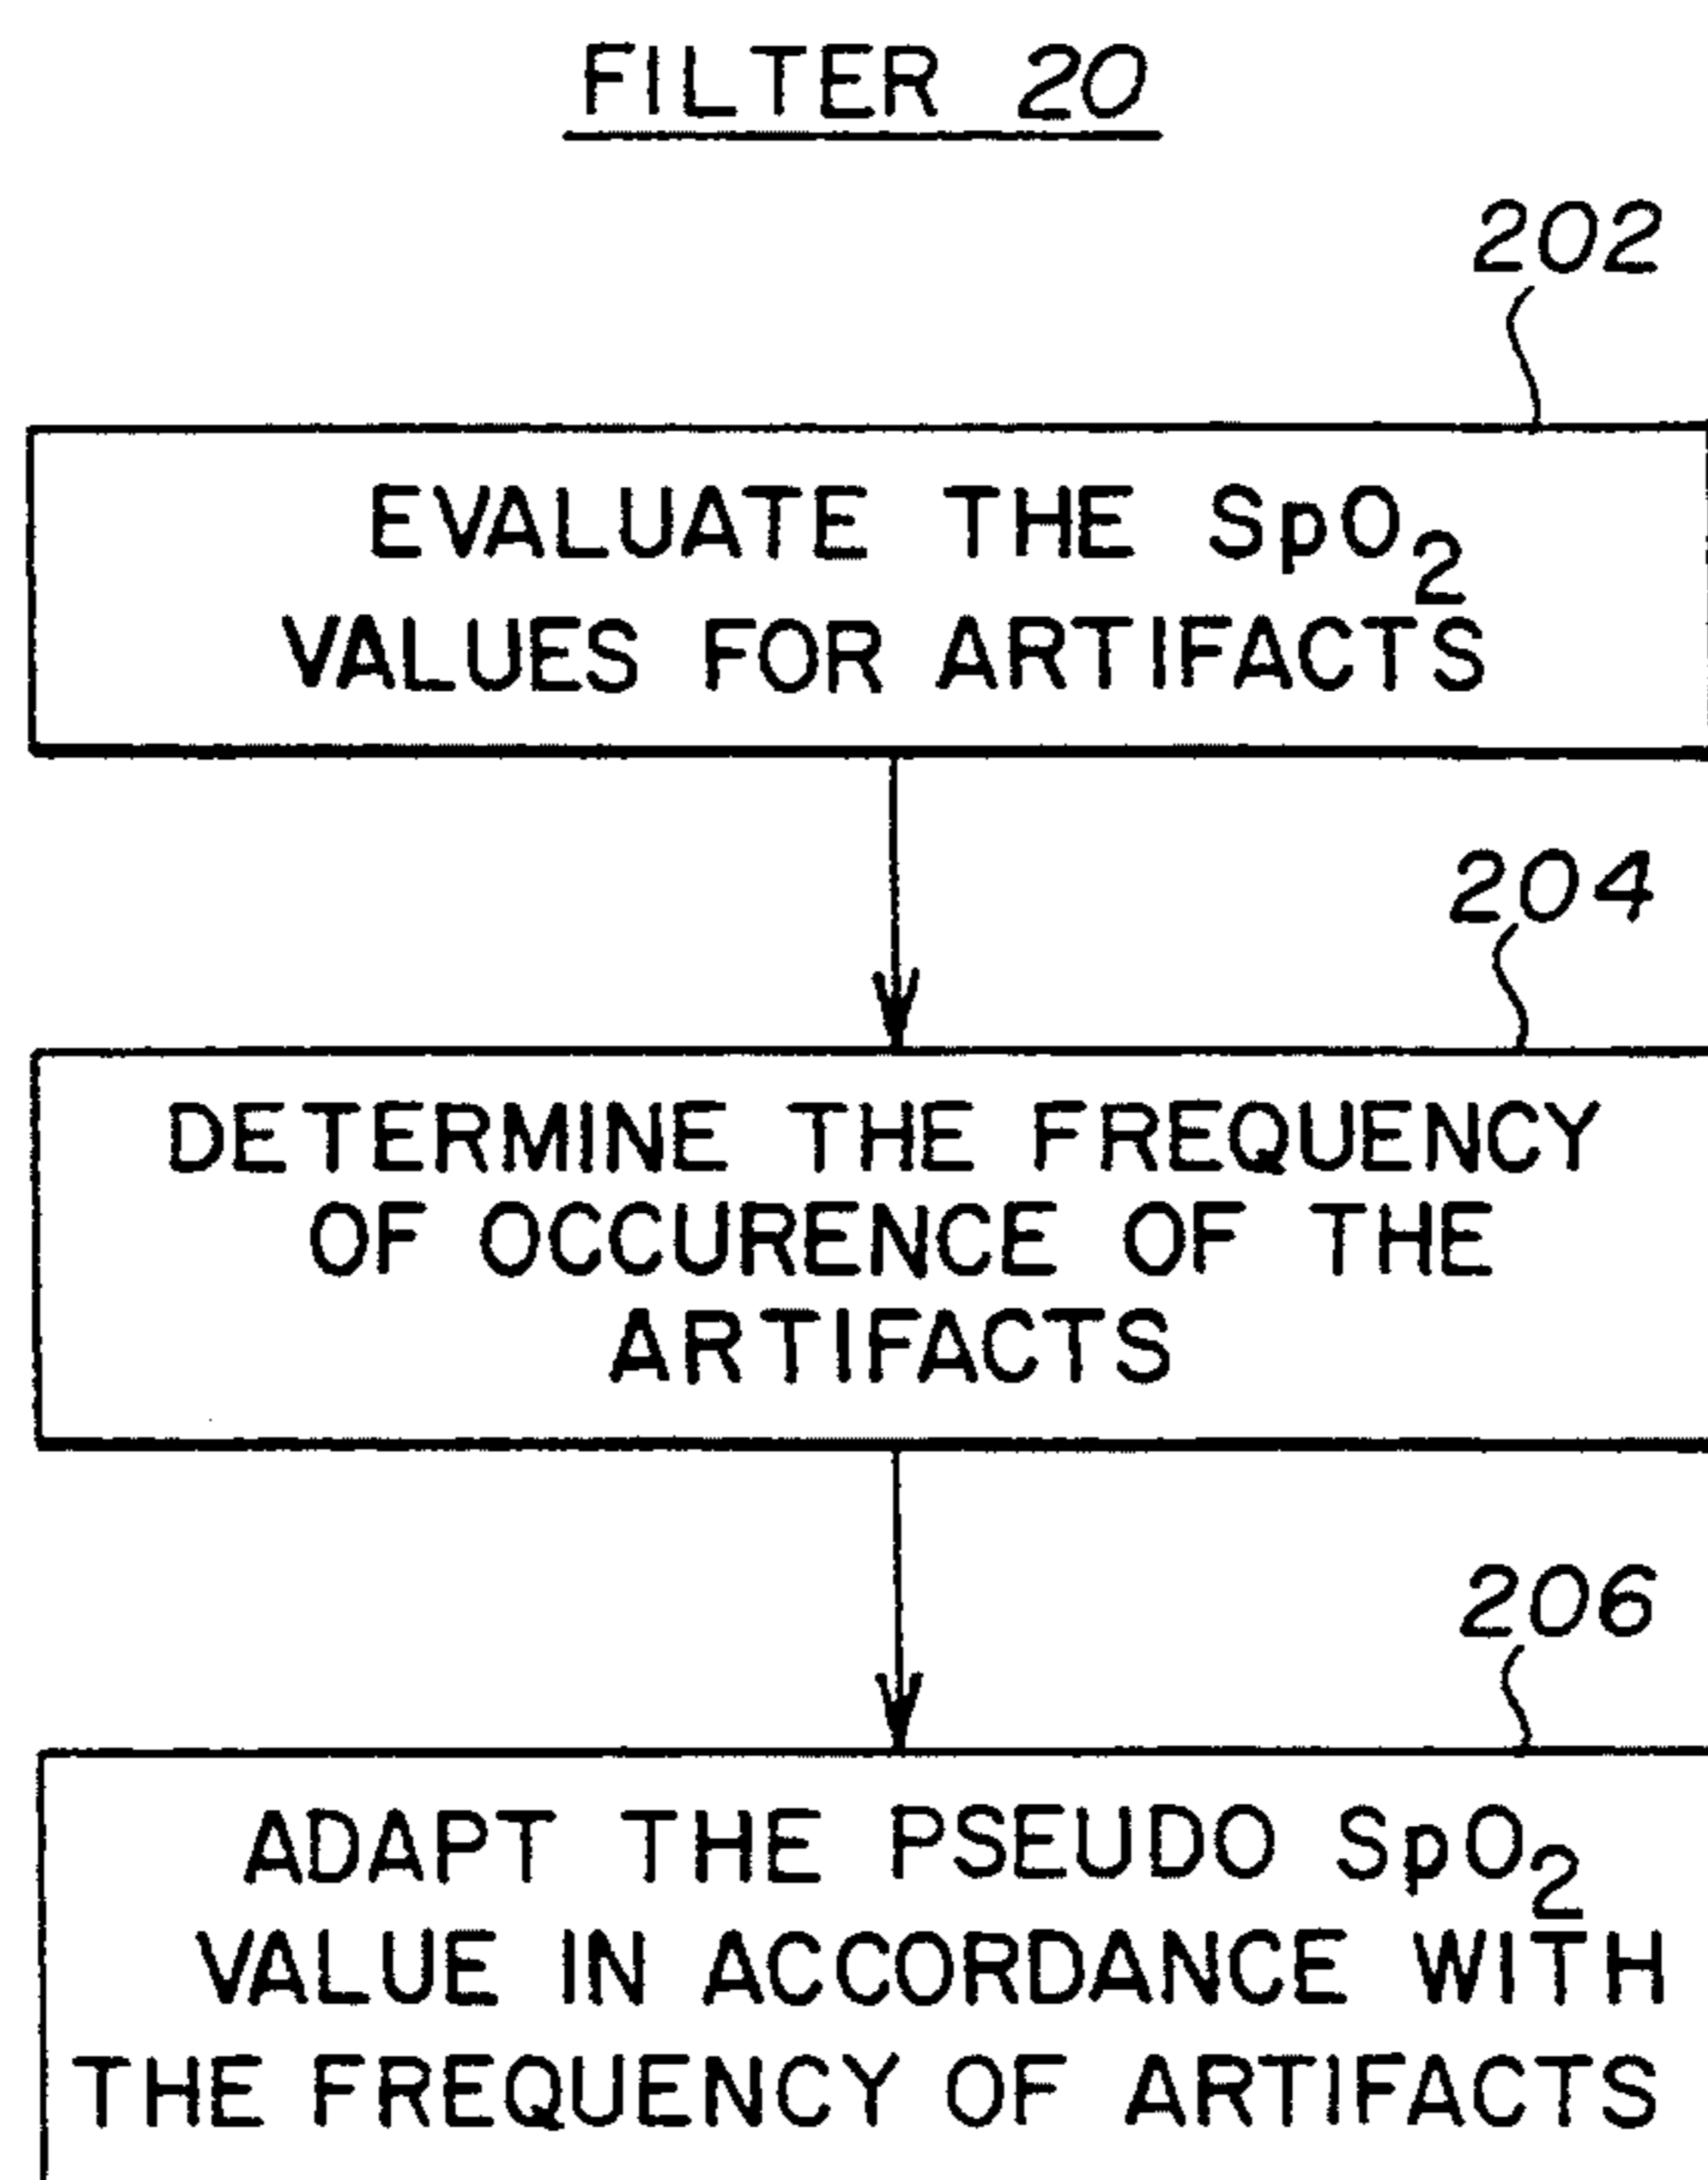 FILTER 20
202
EVALUATE THE SpO₂
VALUES FOR ARTIFACTS
204
DETERMINE THE FREQUENCY
OF OCCURENCE OF THE
ARTIFACTS
206
ADAPT THE PSEUDO SpO₂
VALUE IN ACCORDANCE WITH
THE FREQUENCY OF ARTIFACTS